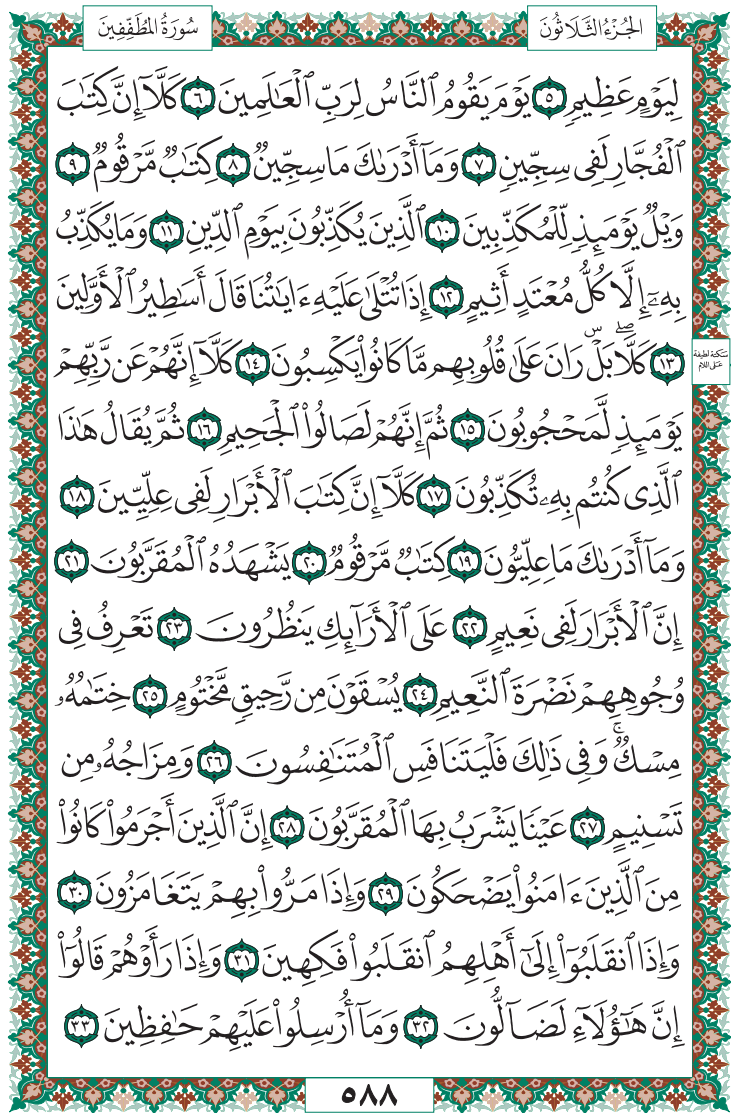 الجُزْءُ الثَّلَاثُونَ
سُورَةُ المُطَفِّفِينَ
لِيَوْمٍ عَظِيمٖ ٥ يَوۡمَ يَقُومُ ٱلنَّاسُ لِرَبِّ ٱلۡعَٰلَمِينَ ٦ كَلَّآ إِنَّ كِتَٰبَ
ٱلۡفُجَّارِ لَفِي سِجِّينٖ ٧ وَمَآ أَدۡرَىٰكَ مَا سِجِّينٞ ٨ كِتَٰبٞ مَّرۡقُومٞ ٩
وَيۡلٞ يَوۡمَئِذٖ لِّلۡمُكَذِّبِينَ ١٠ ٱلَّذِينَ يُكَذِّبُونَ بِيَوۡمِ ٱلدِّينِ ١١ وَمَا يُكَذِّبُ
بِهِۦٓ إِلَّا كُلُّ مُعۡتَدٍ أَثِيمٍ ١٢ إِذَا تُتۡلَىٰ عَلَيۡهِ ءَايَٰتُنَا قَالَ أَسَٰطِيرُ ٱلۡأَوَّلِينَ
١٣ كَلَّاۖ بَلۡۜ رَانَ عَلَىٰ قُلُوبِهِم مَّا كَانُواْ يَكۡسِبُونَ ١٤ كَلَّآ إِنَّهُمۡ عَن رَّبِّهِمۡ
سكتة لطيفة
على اللام
يَوۡمَئِذٖ لَّمَحۡجُوبُونَ ١٥ ثُمَّ إِنَّهُمۡ لَصَالُواْ ٱلۡجَحِيمِ ١٦ ثُمَّ يُقَالُ هَٰذَا
ٱلَّذِي كُنتُم بِهِۦ تُكَذِّبُونَ ١٧ كَلَّآ إِنَّ كِتَٰبَ ٱلۡأَبۡرَارِ لَفِي عِلِّيِّينَ ١٨
وَمَآ أَدۡرَىٰكَ مَا عِلِّيُّونَ ١٩ كِتَٰبٞ مَّرۡقُومٞ ٢٠ يَشۡهَدُهُ ٱلۡمُقَرَّبُونَ ٢١
إِنَّ ٱلۡأَبۡرَارَ لَفِي نَعِيمٍ ٢٢ عَلَى ٱلۡأَرَآئِكِ يَنظُرُونَ ٢٣ تَعۡرِفُ فِي
وُجُوهِهِمۡ نَضۡرَةَ ٱلنَّعِيمِ ٢٤ يُسۡقَوۡنَ مِن رَّحِيقٖ مَّخۡتُومٍ ٢٥ خِتَٰمُهُۥ
مِسۡكٞۚ وَفِي ذَٰلِكَ فَلۡيَتَنَافَسِ ٱلۡمُتَنَٰفِسُونَ ٢٦ وَمِزَاجُهُۥ مِن
تَسۡنِيمٍ ٢٧ عَيۡنٗا يَشۡرَبُ بِهَا ٱلۡمُقَرَّبُونَ ٢٨ إِنَّ ٱلَّذِينَ أَجۡرَمُواْ كَانُواْ
مِنَ ٱلَّذِينَ ءَامَنُواْ يَضۡحَكُونَ ٢٩ وَإِذَا مَرُّواْ بِهِمۡ يَتَغَامَزُونَ ٣٠
وَإِذَا ٱنقَلَبُوٓاْ إِلَىٰٓ أَهۡلِهِمُ ٱنقَلَبُواْ فَكِهِينَ ٣١ وَإِذَا رَأَوۡهُمۡ قَالُوٓاْ
إِنَّ هَٰٓؤُلَآءِ لَضَآلُّونَ ٣٢ وَمَآ أُرۡسِلُواْ عَلَيۡهِمۡ حَٰفِظِينَ ٣٣
٥٨٨